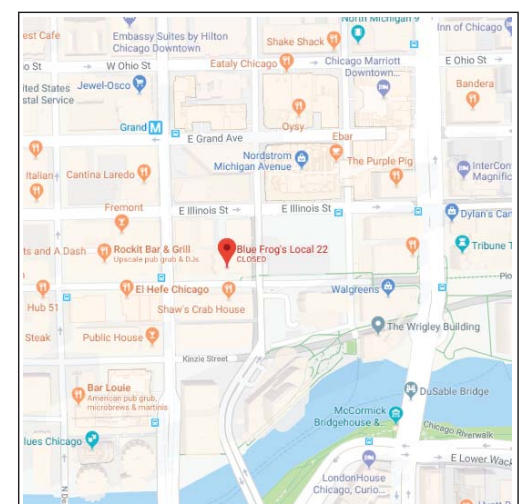 North Michigan
est Cafe
Embassy Suites by Hilton
Chicago Downtown
Inn of Chicago
Shake Shack
W Ohio St
Eataly Chicago
Chicago Marriott
Downtown...
E Ohio St
ited States
stal Service
Jewel-Osco
Bandera
Grand M
Oysy
E Grand Ave
Ebar
Nordstrom
Michigan Avenue
The Purple Pig
Italian
Cantina Laredo
InterCon
Magnific
Fremont
E Illinois St
E Illinois St
Dylan's Can
ts and A Dash
Rockit Bar & Grill
Upscale pub grub & DJs
Blue Frog's Local 22
CLOSED
Tribune T
El Hefe Chicago
Walgreens
Pio
Hub 51
Shaw's Crab House
Steak
Public House
The Wrigley Building
Kinzie Street
Bar Louie
American pub grub,
microbrews & martinis
DuSable Bridge
McCormick
Bridgehouse &
lues Chicago
Chicago Riverwalk
E Lower Wack
LondonHouse
Chicago, Curio...
N De